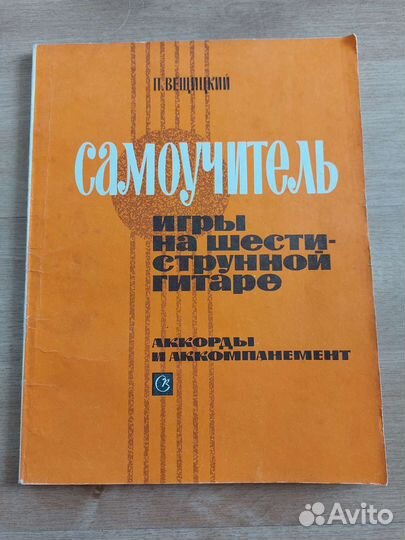 П. ВЕЩИЦКИЙ
САМОУЧИТЕЛЬ
ИГРЫ
НА ШЕСТИ-
СТРУННОЙ
ГИТАРЕ
АККОРДЫ
И АККОМПАНЕМЕНТ
Avito